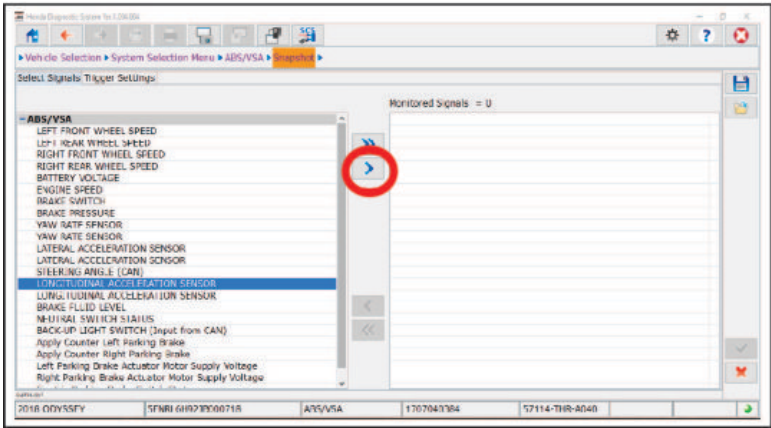 Honda Diagnostic System
SCS
?
▸Vehicle Selection ▸System Selection Menu ▸ABS/VSA ▸Snapshot ▸
Select Signals Trigger Settings
Monitored Signals = 0
−ABS/VSA
LEFT FRONT WHEEL SPEED
LEFT REAR WHEEL SPEED
RIGHT FRONT WHEEL SPEED
RIGHT REAR WHEEL SPEED
BATTERY VOLTAGE
ENGINE SPEED
BRAKE SWITCH
BRAKE PRESSURE
YAW RATE SENSOR
YAW RATE SENSOR
LATERAL ACCELERATION SENSOR
LATERAL ACCELERATION SENSOR
STEERING ANGLE (CAN)
LONGITUDINAL ACCELERATION SENSOR
LONGITUDINAL ACCELERATION SENSOR
BRAKE FLUID LEVEL
NEUTRAL SWITCH STATUS
BACK-UP LIGHT SWITCH (Input from CAN)
Apply Counter Left Parking Brake
Apply Counter Right Parking Brake
Left Parking Brake Actuator Motor Supply Voltage
Right Parking Brake Actuator Motor Supply Voltage
2018 ODYSSEY ABS/VSA 1707040384 57114-THR-A040